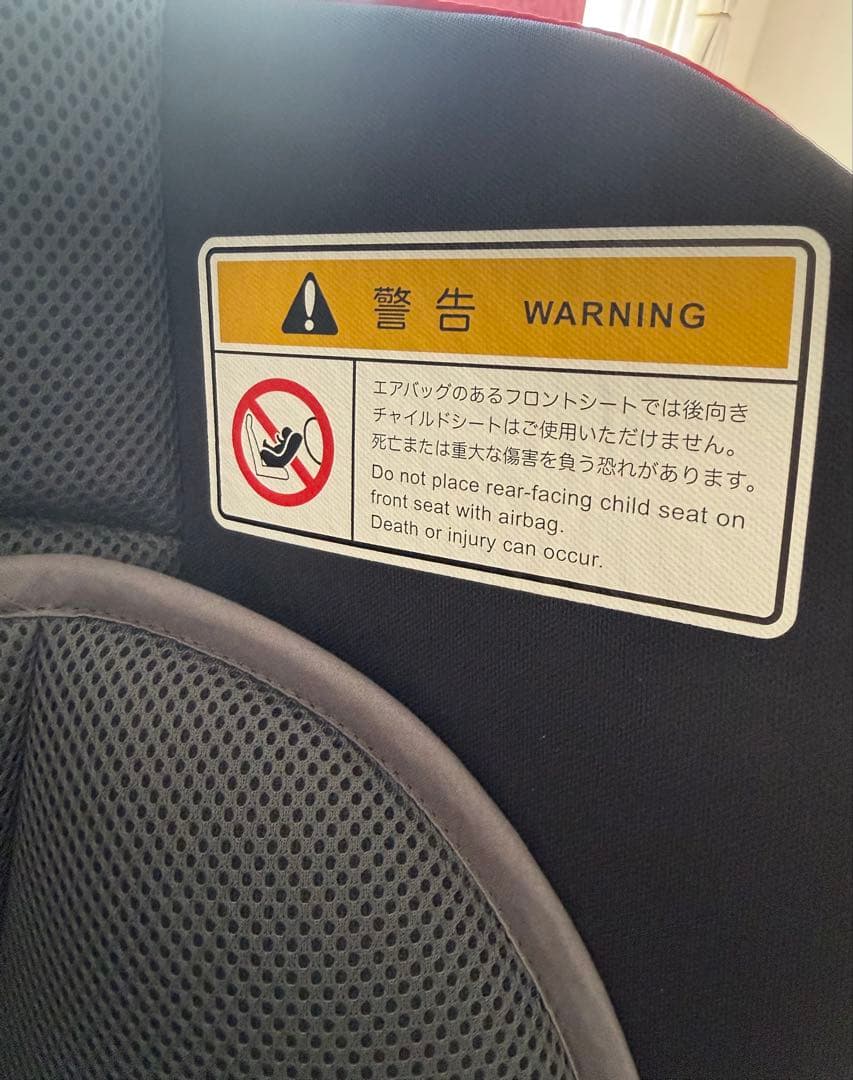 警告 WARNING
エアバッグのあるフロントシートでは後向き
チャイルドシートはご使用いただけません。
死亡または重大な傷害を負う恐れがあります。
Do not place rear-facing child seat on
front seat with airbag.
Death or injury can occur.